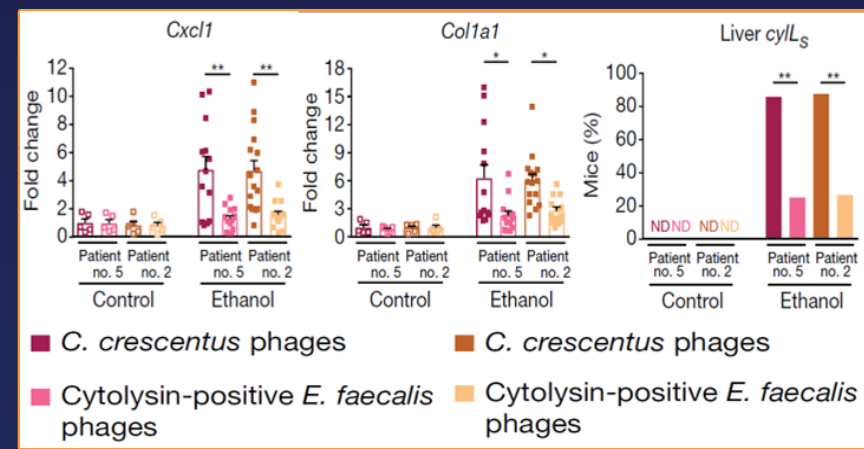 Cxcl1
Col1a1
Liver cylLS
Fold change
12
10
8
6
4
2
0
** **
Patient no. 5
Patient no. 2
Patient no. 5
Patient no. 2
Control
Ethanol
Fold change
18
15
12
9
6
3
0
* *
Patient no. 5
Patient no. 2
Patient no. 5
Patient no. 2
Control
Ethanol
Mice (%)
100
80
60
40
20
0
** **
NDND NDND
Patient no. 5
Patient no. 2
Patient no. 5
Patient no. 2
Control
Ethanol
C. crescentus phages
C. crescentus phages
Cytolysin-positive E. faecalis
phages
Cytolysin-positive E. faecalis
phages